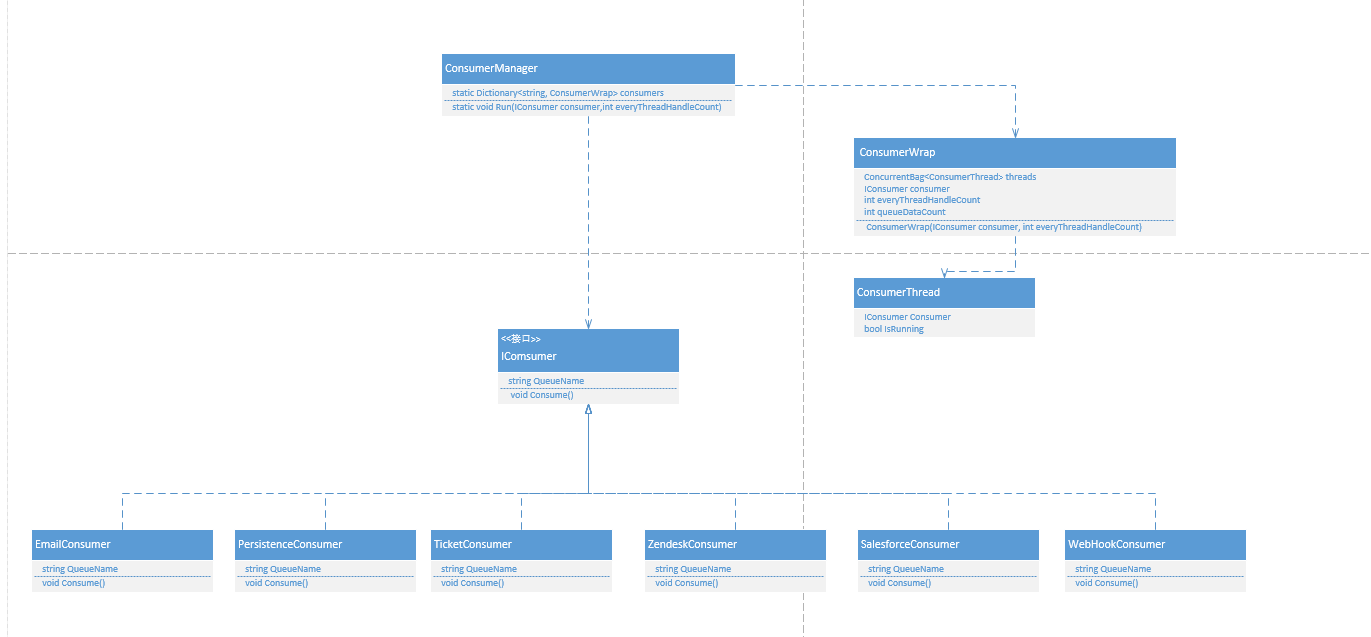 ConsumerManager
static Dictionary<string, ConsumerWrap> consumers
static void Run(IConsumer consumer,int everyThreadHandleCount)
ConsumerWrap
ConcurrentBag<ConsumerThread> threads
IConsumer consumer
int everyThreadHandleCount
int queueDataCount
ConsumerWrap(IConsumer consumer, int everyThreadHandleCount)
ConsumerThread
IConsumer Consumer
bool IsRunning
<<接口>>
IComsumer
string QueueName
void Consume()
EmailConsumer
string QueueName
void Consume()
PersistenceConsumer
string QueueName
void Consume()
TicketConsumer
string QueueName
void Consume()
ZendeskConsumer
string QueueName
void Consume()
SalesforceConsumer
string QueueName
void Consume()
WebHookConsumer
string QueueName
void Consume()